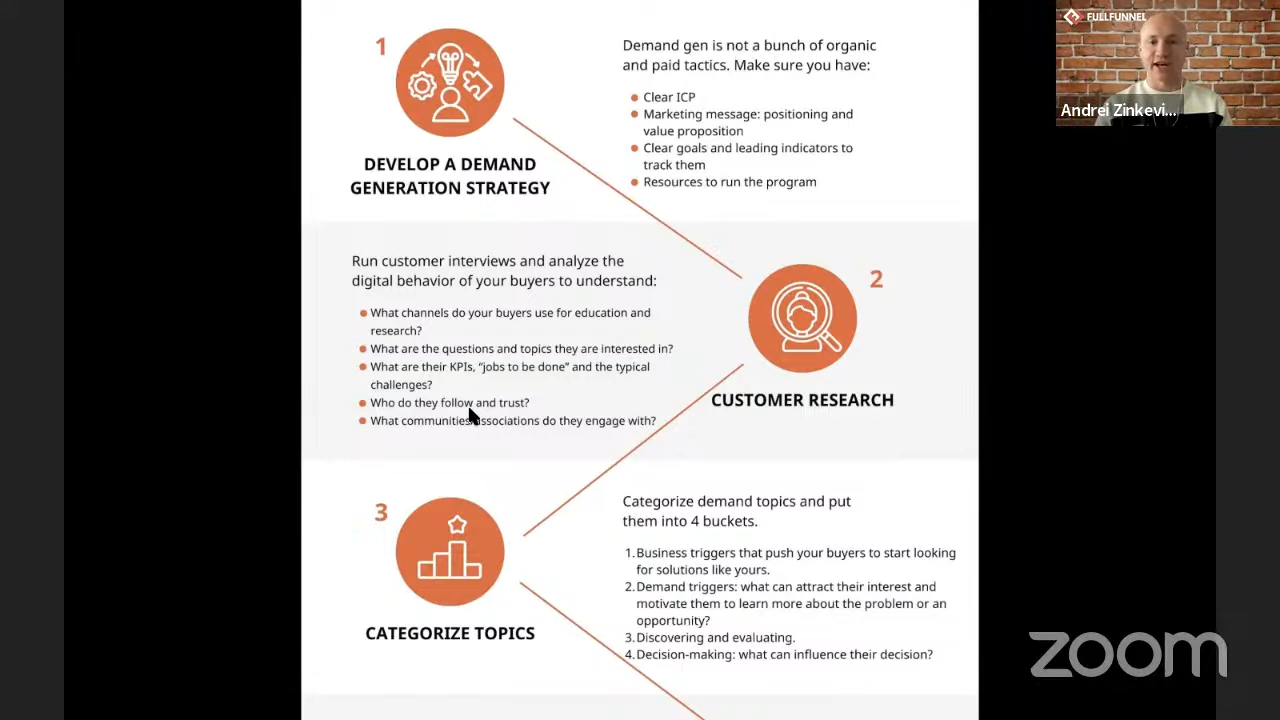 1
DEVELOP A DEMAND
GENERATION STRATEGY
Demand gen is not a bunch of organic
and paid tactics. Make sure you have:
Clear ICP
Marketing message: positioning and
value proposition
Clear goals and leading indicators to
track them
Resources to run the program
Run customer interviews and analyze the
digital behavior of your buyers to understand:
What channels do your buyers use for education and
research?
What are the questions and topics they are interested in?
What are their KPIs, “jobs to be done” and the typical
challenges?
Who do they follow and trust?
What communities associations do they engage with?
2
CUSTOMER RESEARCH
3
CATEGORIZE TOPICS
Categorize demand topics and put
them into 4 buckets.
1. Business triggers that push your buyers to start looking
for solutions like yours.
2. Demand triggers: what can attract their interest and
motivate them to learn more about the problem or an
opportunity?
3. Discovering and evaluating.
4. Decision-making: what can influence their decision?
FULLFUNNEL
Andrei Zinkevi...
zoom